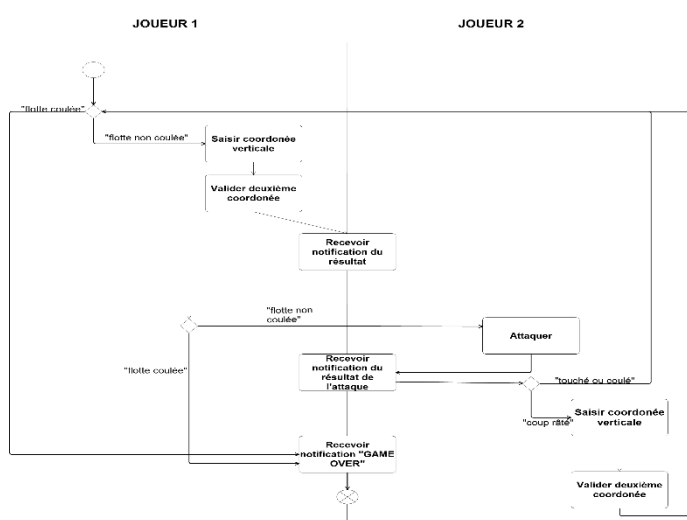 JOUEUR 1
JOUEUR 2
"flotte coulée"
"flotte non coulée"
Saisir coordonée
verticale
Valider deuxième
coordonée
Recevoir
notification du
résultat
"flotte non
coulée"
Attaquer
"flotte coulée"
Recevoir
notification du
résultat de
l'attaque
"touché ou coulé"
"coup râté"
Saisir coordonée
verticale
Recevoir
notification "GAME
OVER"
Valider deuxième
coordonée